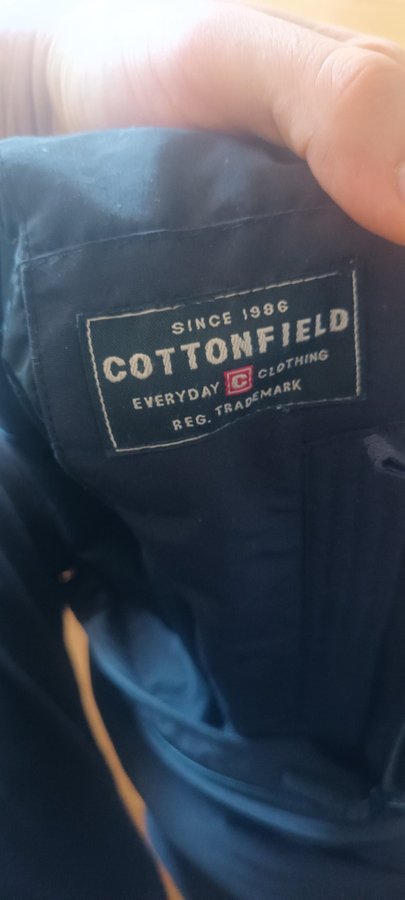 SINCE 1986
COTTONFIELD
EVERYDAY C CLOTHING
REG. TRADEMARK